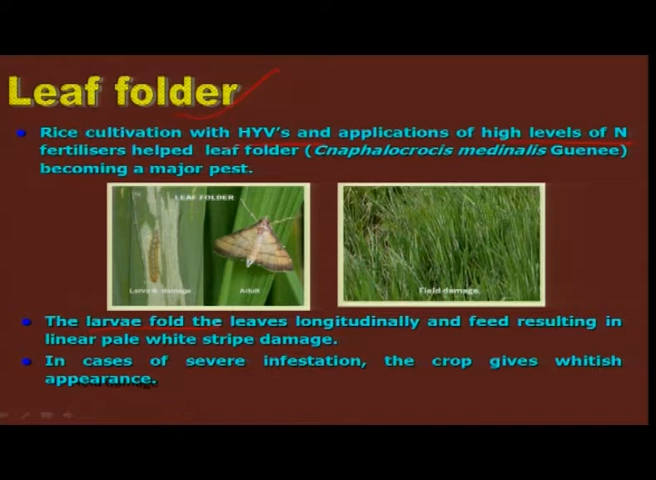 Leaf folder
Rice cultivation with HYV's and applications of high levels of N
fertilisers helped leaf folder (Cnaphalocrocis medinalis Guenee)
becoming a major pest.
LEAF FOLDER
Larva & damage
Adult
Field damage
The larvae fold the leaves longitudinally and feed resulting in
linear pale white stripe damage.
In cases of severe infestation, the crop gives whitish
appearance.